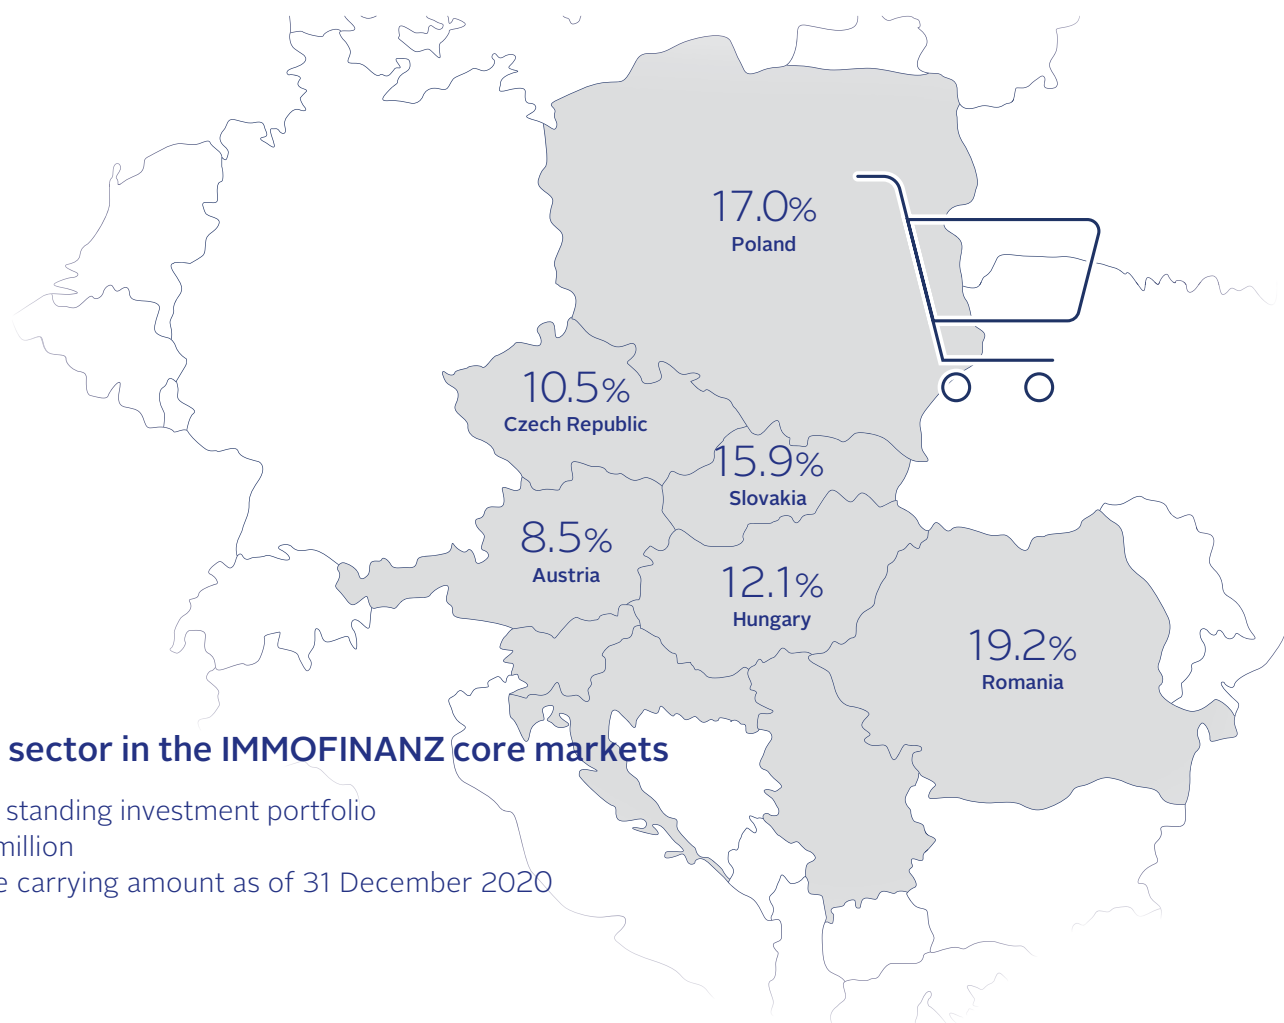 17.0%
Poland
10.5%
Czech Republic
15.9%
Slovakia
8.5%
Austria
12.1%
Hungary
19.2%
Romania
sector in the IMMOFINANZ core markets
standing investment portfolio
million
carrying amount as of 31 December 2020